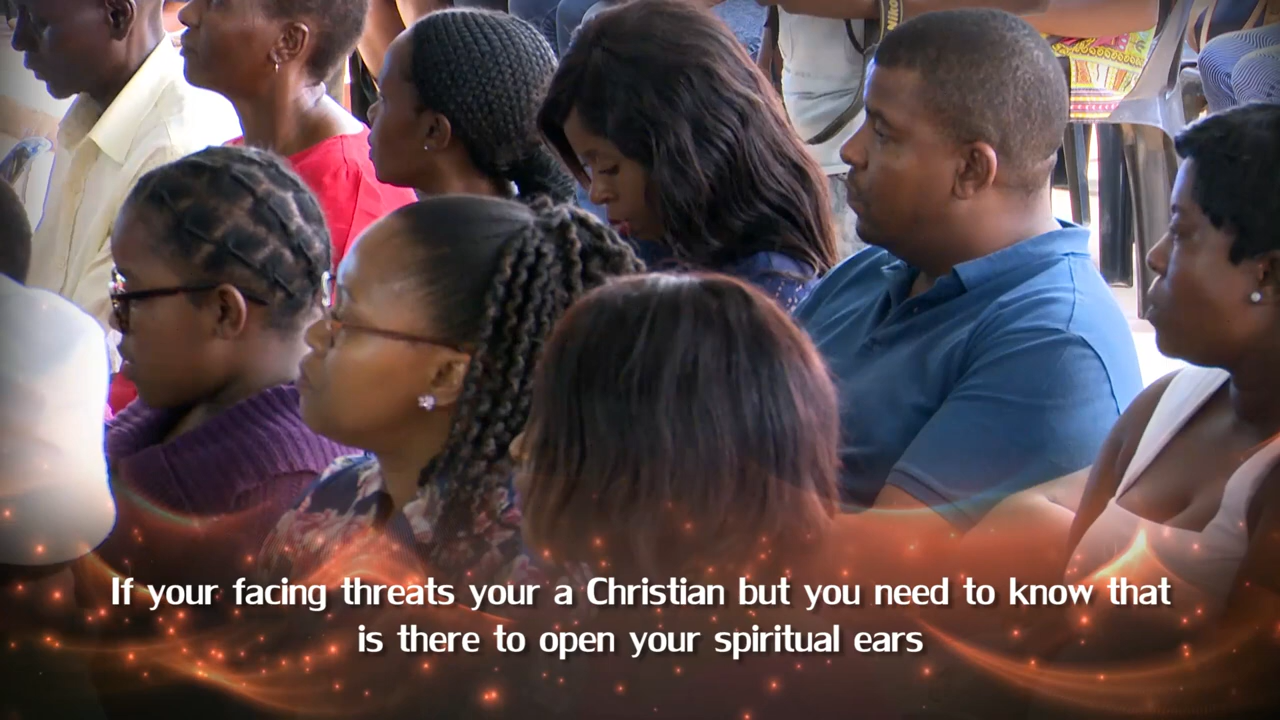 Nikon
If your facing threats your a Christian but you need to know that
is there to open your spiritual ears